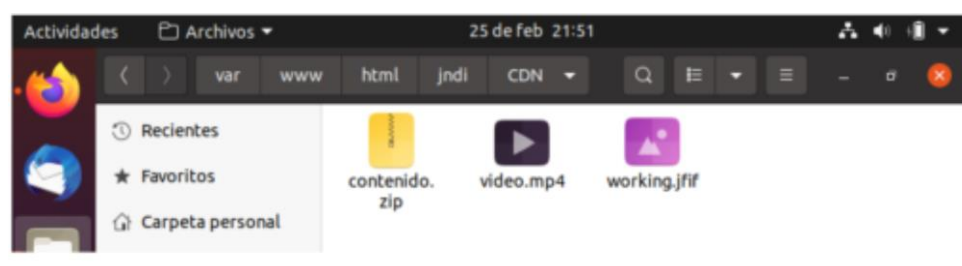 Actividades Archivos 25 de feb 21:51
var www html jndi CDN
Recientes
Favoritos
Carpeta personal
contenido.
zip
video.mp4
working.jfif